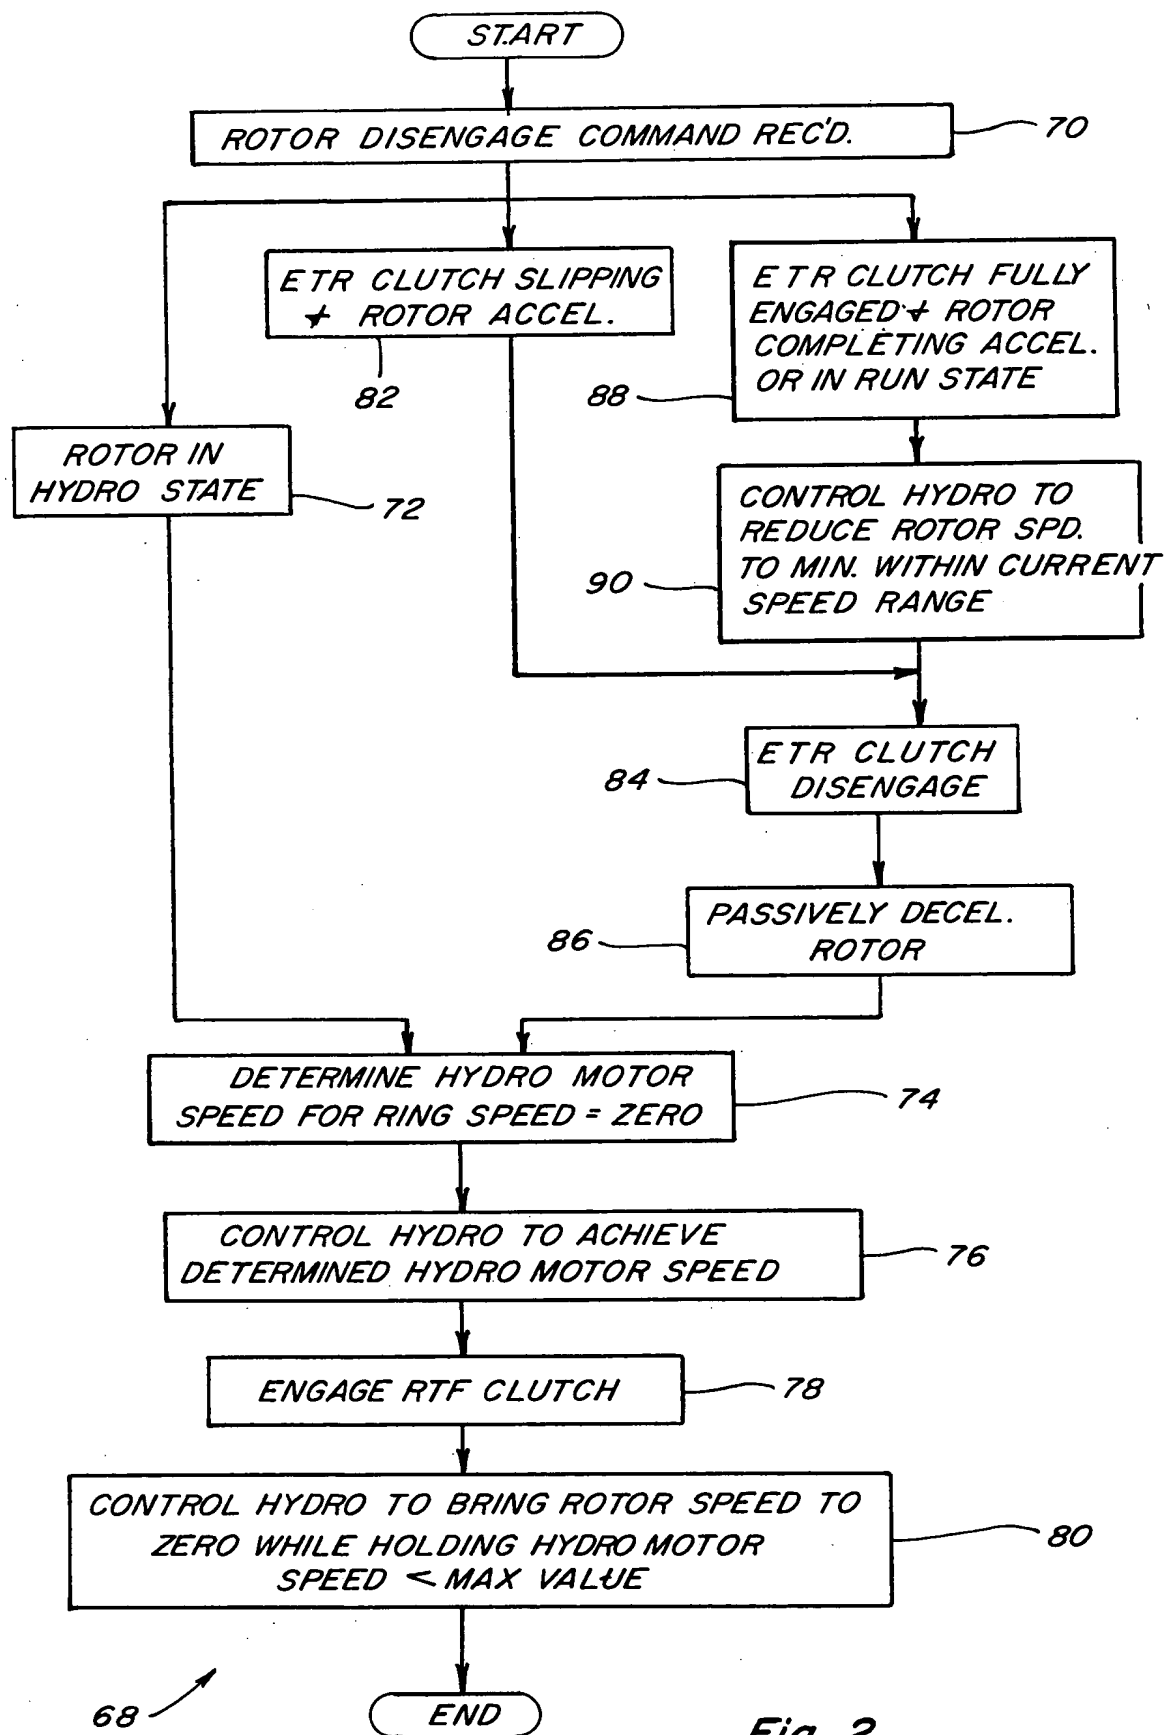 START
ROTOR DISENGAGE COMMAND REC'D.
70
ETR CLUTCH SLIPPING
+ ROTOR ACCEL.
82
ETR CLUTCH FULLY
ENGAGED + ROTOR
COMPLETING ACCEL.
OR IN RUN STATE
88
ROTOR IN
HYDRO STATE
72
CONTROL HYDRO TO
REDUCE ROTOR SPD.
TO MIN. WITHIN CURRENT
SPEED RANGE
90
ETR CLUTCH
DISENGAGE
84
PASSIVELY DECEL.
ROTOR
86
DETERMINE HYDRO MOTOR
SPEED FOR RING SPEED = ZERO
74
CONTROL HYDRO TO ACHIEVE
DETERMINED HYDRO MOTOR SPEED
76
ENGAGE RTF CLUTCH
78
CONTROL HYDRO TO BRING ROTOR SPEED TO
ZERO WHILE HOLDING HYDRO MOTOR
SPEED < MAX VALUE
80
68
END
Fig. 2